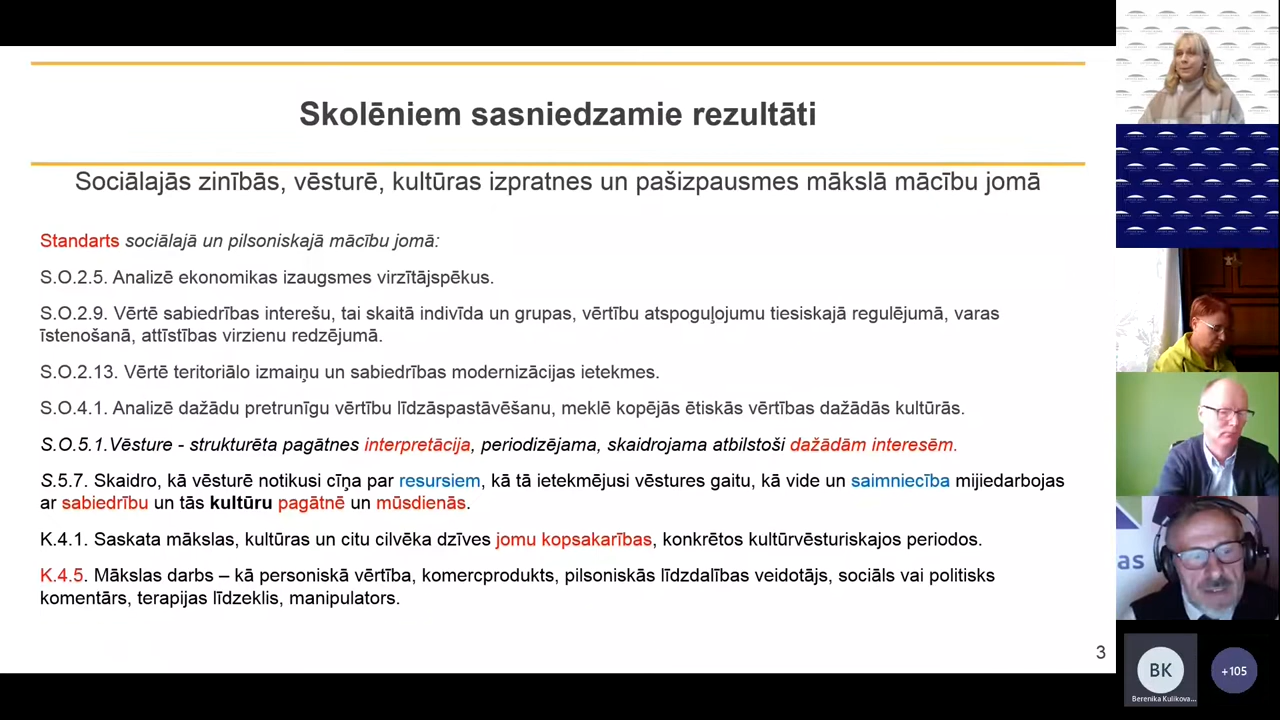 Skolēniem sasniedzamie rezultāti
Sociālajās zinībās, vēsturē, kultūras izpratnes un pašizpausmes mākslā mācību jomā
Standarts sociālajā un pilsoniskajā mācību jomā:
S.O.2.5. Analizē ekonomikas izaugsmes virzītājspēkus.
S.O.2.9. Vērtē sabiedrības interešu, tai skaitā indivīda un grupas, vērtību atspoguļojumu tiesiskajā regulējumā, varas
īstenošanā, attīstības virzienu redzējumā.
S.O.2.13. Vērtē teritoriālo izmaiņu un sabiedrības modernizācijas ietekmes.
S.O.4.1. Analizē dažādu pretrunīgu vērtību līdzāspastāvēšanu, meklē kopējās ētiskās vērtības dažādās kultūrās.
S.O.5.1.Vēsture - strukturēta pagātnes interpretācija, periodizējama, skaidrojama atbilstoši dažādām interesēm.
S.5.7. Skaidro, kā vēsturē notikusi cīņa par resursiem, kā tā ietekmējusi vēstures gaitu, kā vide un saimniecība mijiedarbojas
ar sabiedrību un tās kultūru pagātnē un mūsdienās.
K.4.1. Saskata mākslas, kultūras un citu cilvēka dzīves jomu kopsakarības, konkrētos kultūrvēsturiskajos periodos.
K.4.5. Mākslas darbs – kā personiskā vērtība, komercprodukts, pilsoniskās līdzdalības veidotājs, sociāls vai politisks
komentārs, terapijas līdzeklis, manipulators.
3
as
BK
+105
Berenika Kulikova...